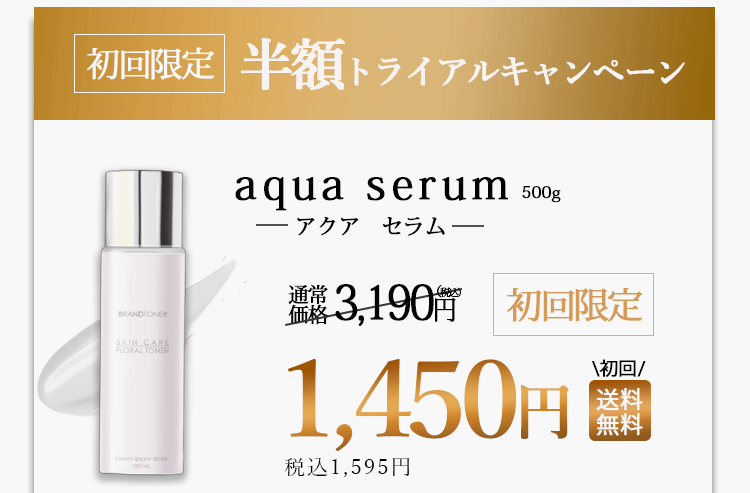 初回限定 半額トライアルキャンペーン
aqua serum 500g
アクア セラム
通常価格 3,190円(税込)
初回限定
1,450円
\初回/
送料
無料
税込1,595円
BRANDTONER
SKIN CARE
FLORAL TONER